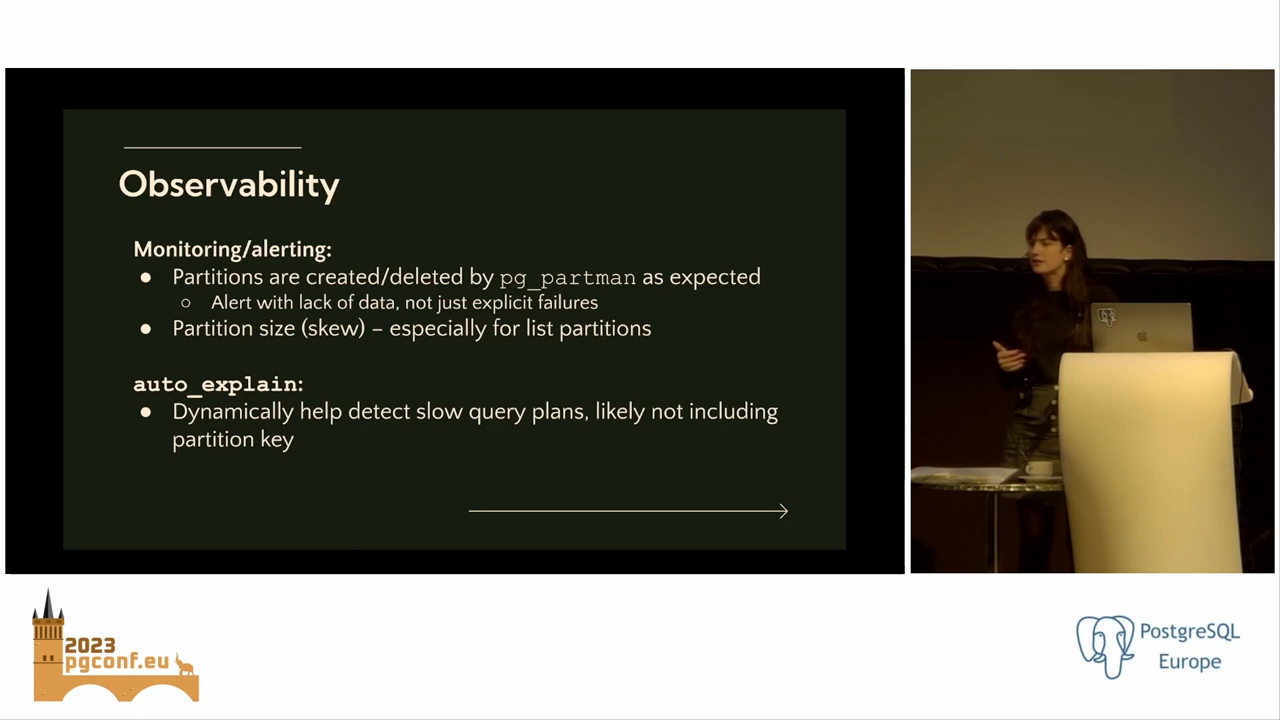 Observability
Monitoring/alerting:
● Partitions are created/deleted by pg_partman as expected
○ Alert with lack of data, not just explicit failures
● Partition size (skew) – especially for list partitions
auto_explain:
● Dynamically help detect slow query plans, likely not including
partition key
2023
pgconf.eu
PostgreSQL
Europe